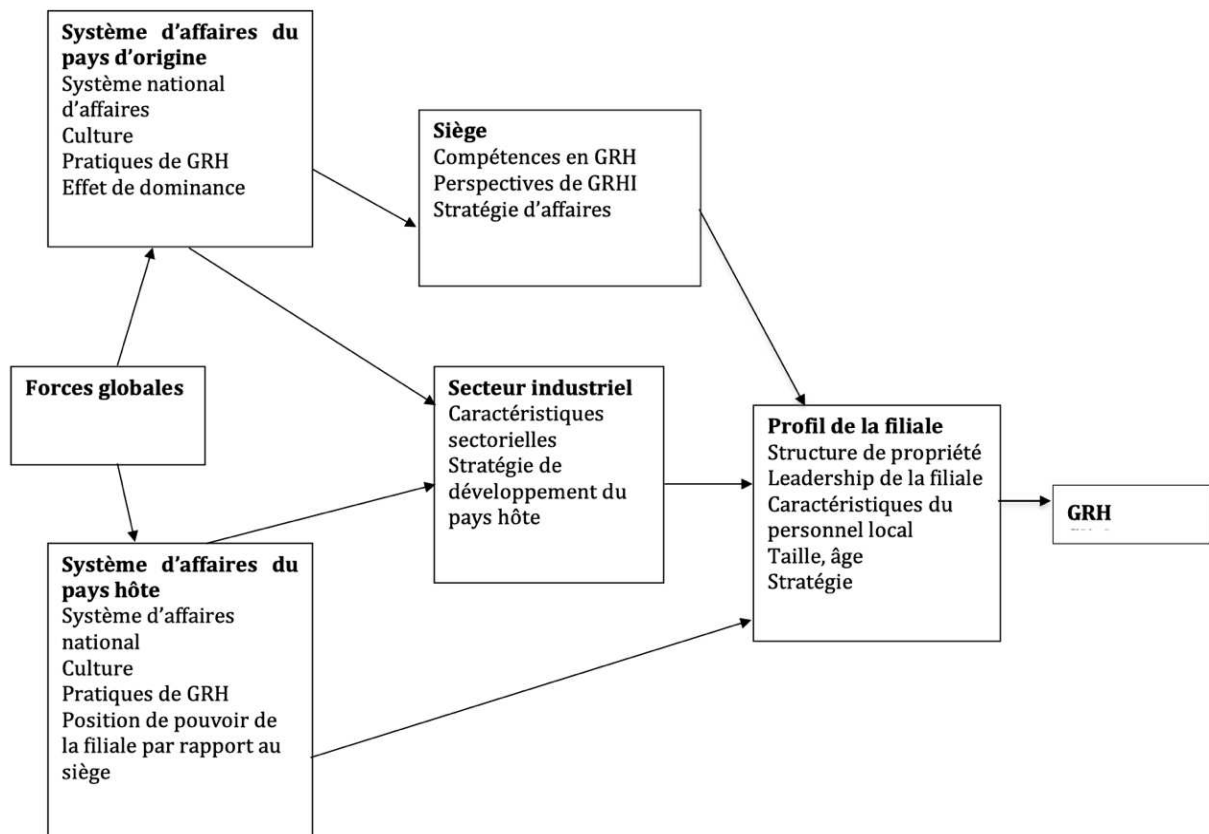 Système d'affaires du
pays d'origine
Système national
d'affaires
Culture
Pratiques de GRH
Effet de dominance
Siège
Compétences en GRH
Perspectives de GRHI
Stratégie d'affaires
Forces globales
Secteur industriel
Caractéristiques
sectorielles
Stratégie de
développement du
pays hôte
Profil de la filiale
Structure de propriété
Leadership de la filiale
Caractéristiques du
personnel local
Taille, âge
Stratégie
GRH
Système d'affaires du
pays hôte
Système d'affaires
national
Culture
Pratiques de GRH
Position de pouvoir de
la filiale par rapport au
siège